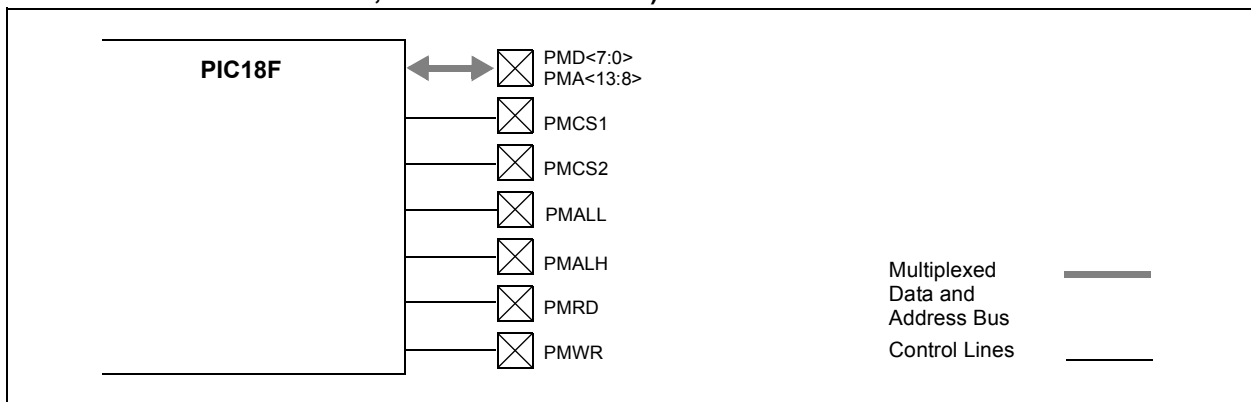 PIC18F
PMD<7:0>
PMA<13:8>
PMCS1
PMCS2
PMALL
PMALH
PMRD
PMWR
Multiplexed
Data and
Address Bus
Control Lines